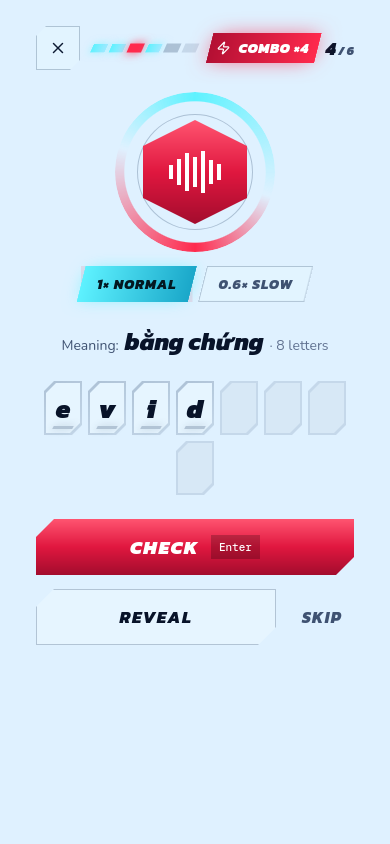 × COMBO ×4 4 / 6
1× NORMAL 0.6× SLOW
Meaning: bằng chứng · 8 letters
e v i d
CHECK Enter
REVEAL SKIP